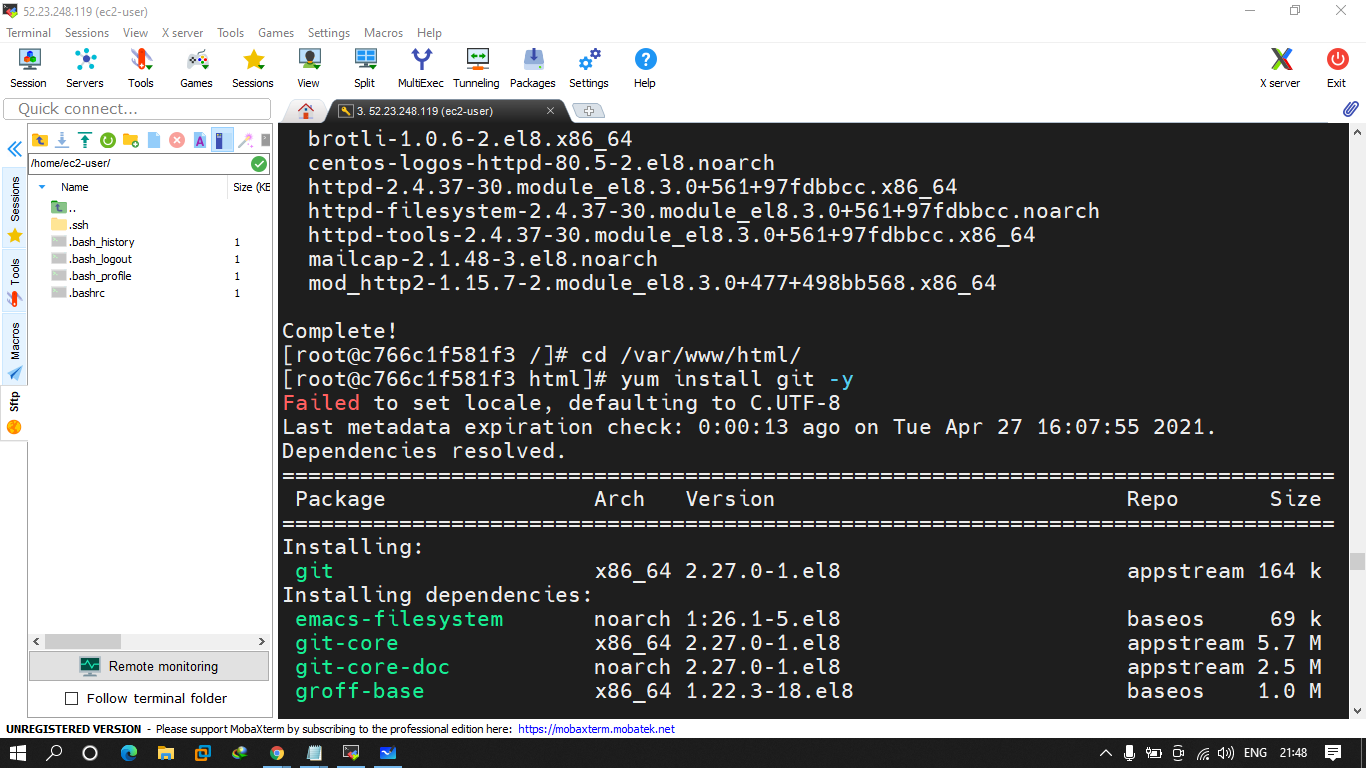 52.23.248.119 (ec2-user)
Terminal Sessions View X server Tools Games Settings Macros Help
Session Servers Tools Games Sessions View Split MultiExec Tunneling Packages Settings Help X server Exit
Quick connect...
3. 52.23.248.119 (ec2-user)
/home/ec2-user/
Name Size (KB
..
.ssh
.bash_history 1
.bash_logout 1
.bash_profile 1
.bashrc 1
Sessions
Tools
Macros
Sftp
Remote monitoring
Follow terminal folder
brotli-1.0.6-2.el8.x86_64
centos-logos-httpd-80.5-2.el8.noarch
httpd-2.4.37-30.module_el8.3.0+561+97fdbbcc.x86_64
httpd-filesystem-2.4.37-30.module_el8.3.0+561+97fdbbcc.noarch
httpd-tools-2.4.37-30.module_el8.3.0+561+97fdbbcc.x86_64
mailcap-2.1.48-3.el8.noarch
mod_http2-1.15.7-2.module_el8.3.0+477+498bb568.x86_64
Complete!
[root@c766c1f581f3 /]# cd /var/www/html/
[root@c766c1f581f3 html]# yum install git -y
Failed to set locale, defaulting to C.UTF-8
Last metadata expiration check: 0:00:13 ago on Tue Apr 27 16:07:55 2021.
Dependencies resolved.
================================================================================
Package Arch Version Repo Size
================================================================================
Installing:
git x86_64 2.27.0-1.el8 appstream 164 k
Installing dependencies:
emacs-filesystem noarch 1:26.1-5.el8 baseos 69 k
git-core x86_64 2.27.0-1.el8 appstream 5.7 M
git-core-doc noarch 2.27.0-1.el8 appstream 2.5 M
groff-base x86_64 1.22.3-18.el8 baseos 1.0 M
UNREGISTERED VERSION - Please support MobaXterm by subscribing to the professional edition here: https://mobaxterm.mobatek.net
ENG 21:48